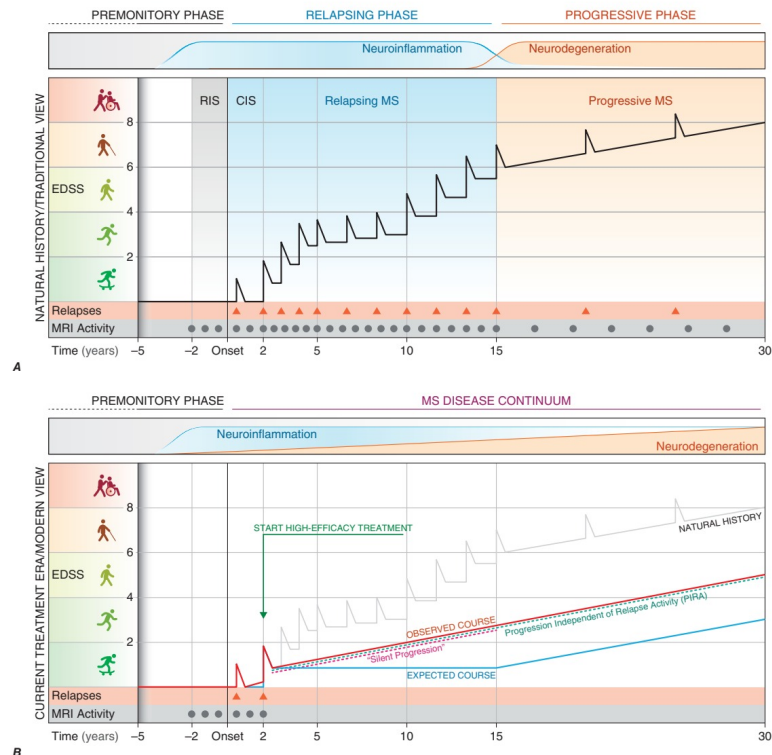 PREMONITORY PHASE RELAPSING PHASE PROGRESSIVE PHASE
Neuroinflammation Neurodegeneration
NATURAL HISTORY/TRADITIONAL VIEW
RIS CIS Relapsing MS Progressive MS
8
6
EDSS
4
2
Relapses
MRI Activity
Time (years) –5 –2 Onset 2 5 10 15 30
A
PREMONITORY PHASE MS DISEASE CONTINUUM
Neuroinflammation
Neurodegeneration
CURRENT TREATMENT ERA/MODERN VIEW
8
START HIGH-EFFICACY TREATMENT
NATURAL HISTORY
6
EDSS
4
OBSERVED COURSE
Progression Independent of Relapse Activity (PIRA)
2
"Silent Progression"
EXPECTED COURSE
Relapses
MRI Activity
Time (years) –5 –2 Onset 2 5 10 15 30
B